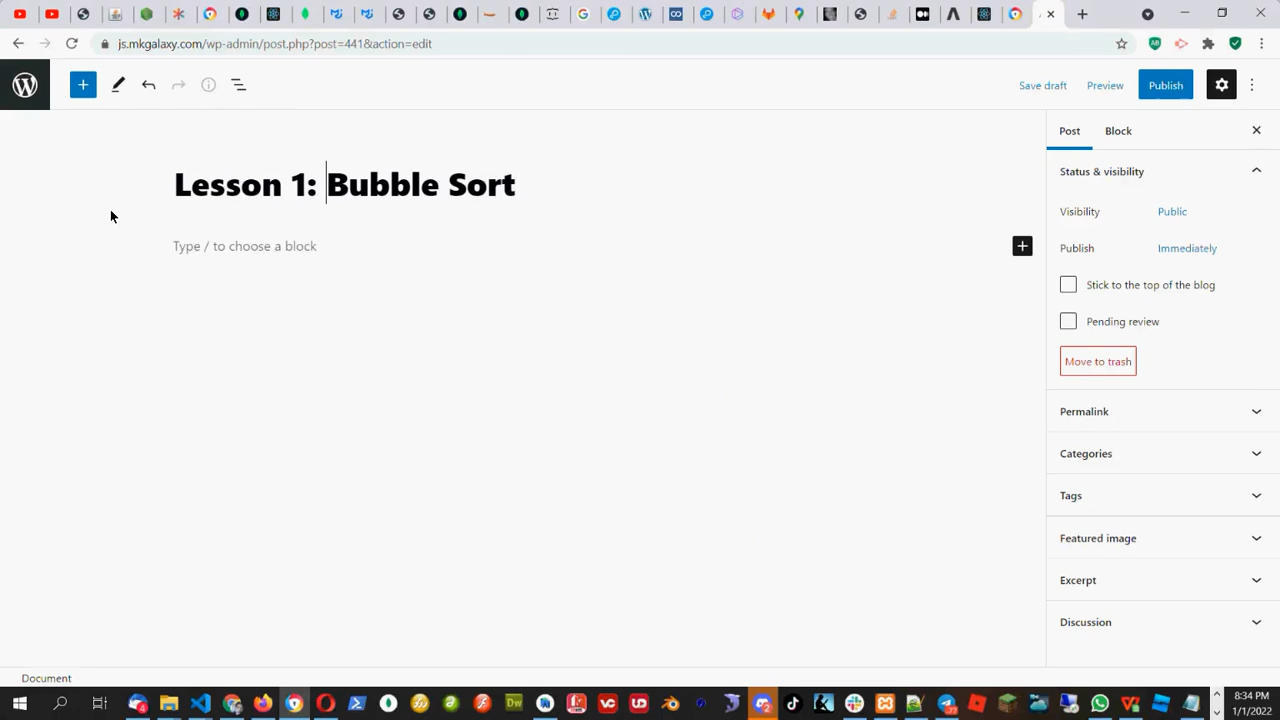 js.mkgalaxy.com/wp-admin/post.php?post=441&action=edit
Save draft
Preview
Publish
Post
Block
Lesson 1: Bubble Sort
Type / to choose a block
Status & visibility
Visibility
Public
Publish
Immediately
Stick to the top of the blog
Pending review
Move to trash
Permalink
Categories
Tags
Featured image
Excerpt
Discussion
Document
8:34 PM
1/1/2022